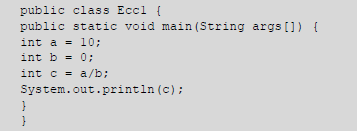 public class Ecc1 {
public static void main(String args[]) {
int a = 10;
int b = 0;
int c = a/b;
System.out.println(c);
}
}